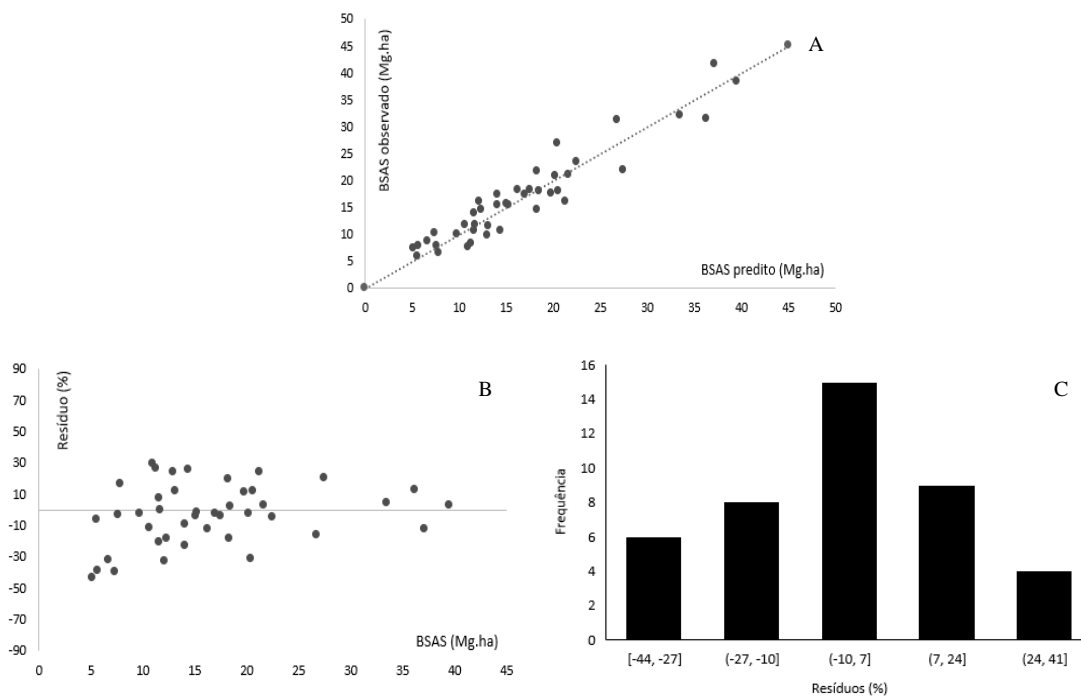 A
BSAS observado (Mg.ha)
50
45
40
35
30
25
20
15
10
5
0
BSAS predito (Mg.ha)
0 5 10 15 20 25 30 35 40 45 50
B
Resíduo (%)
90
70
50
30
10
-10
-30
-50
-70
-90
BSAS (Mg.ha)
0 5 10 15 20 25 30 35 40 45
C
Frequência
16
14
12
10
8
6
4
2
0
[-44, -27] (-27, -10] (-10, 7] (7, 24] (24, 41]
Resíduos (%)